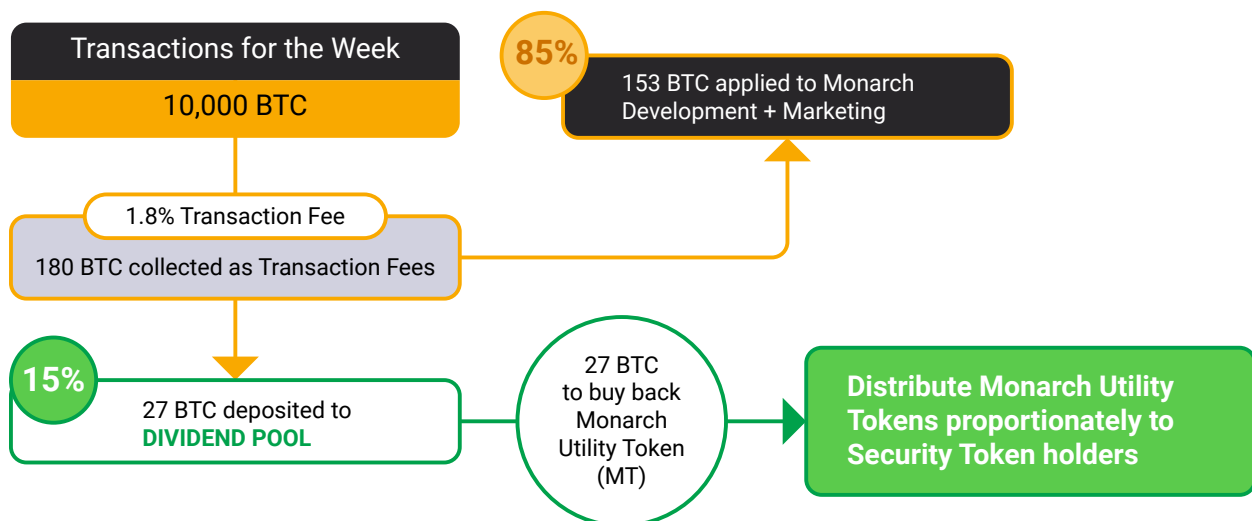 Transactions for the Week
10,000 BTC
85%
153 BTC applied to Monarch
Development + Marketing
1.8% Transaction Fee
180 BTC collected as Transaction Fees
15%
27 BTC deposited to
DIVIDEND POOL
27 BTC
to buy back
Monarch
Utility Token
(MT)
Distribute Monarch Utility
Tokens proportionately to
Security Token holders